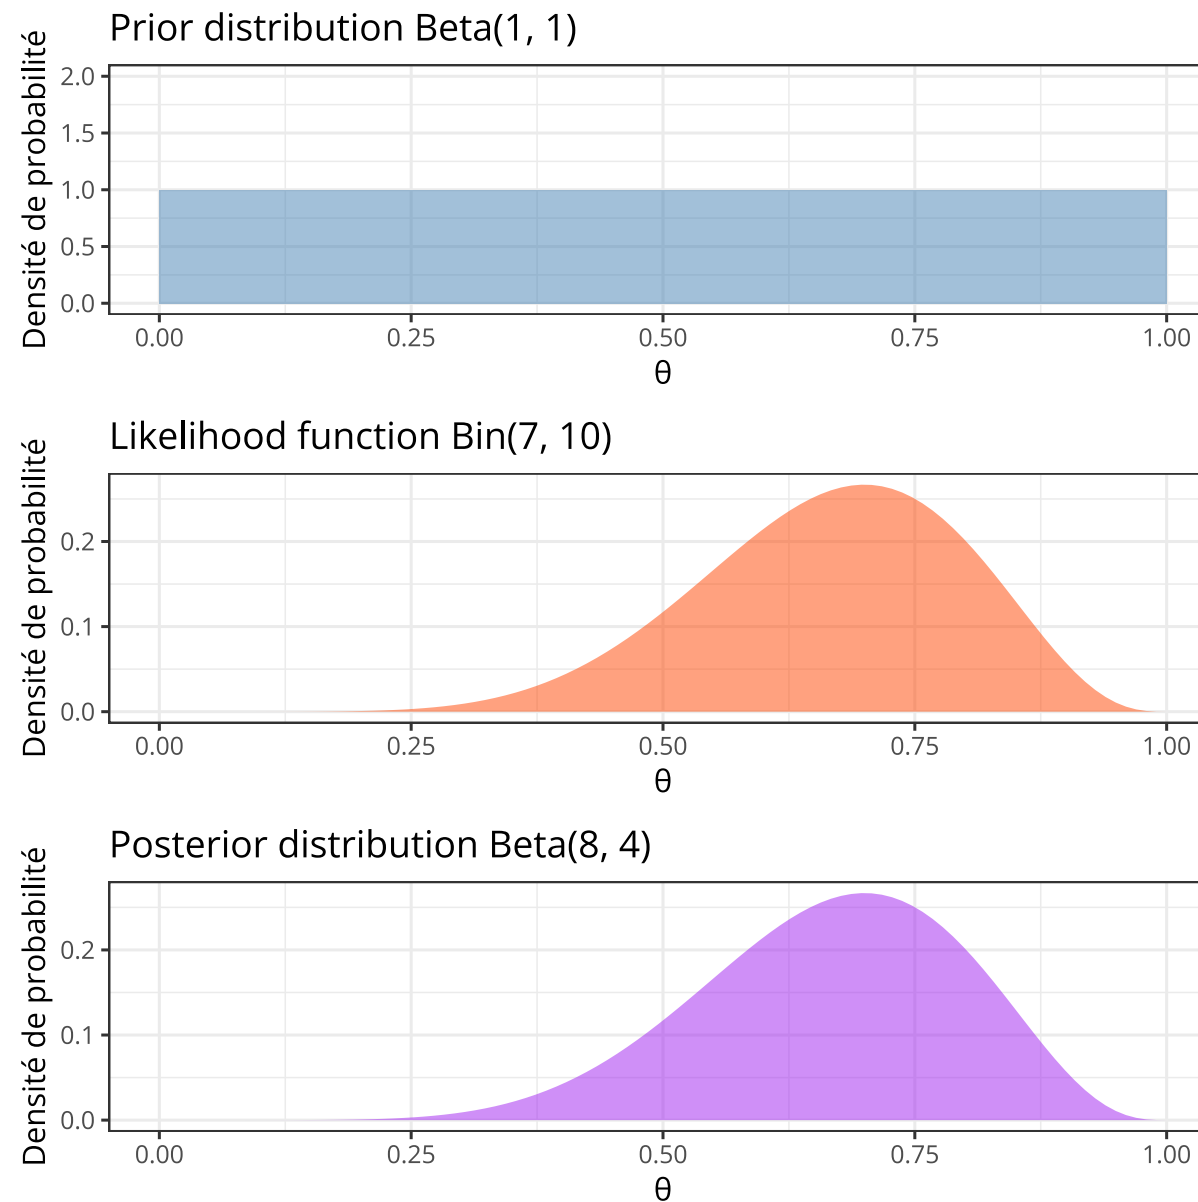 Prior distribution Beta(1, 1)
Densité de probabilité
2.0
1.5
1.0
0.5
0.0
0.00 0.25 0.50 0.75 1.00
θ
Likelihood function Bin(7, 10)
Densité de probabilité
0.2
0.1
0.0
0.00 0.25 0.50 0.75 1.00
θ
Posterior distribution Beta(8, 4)
Densité de probabilité
0.2
0.1
0.0
0.00 0.25 0.50 0.75 1.00
θ